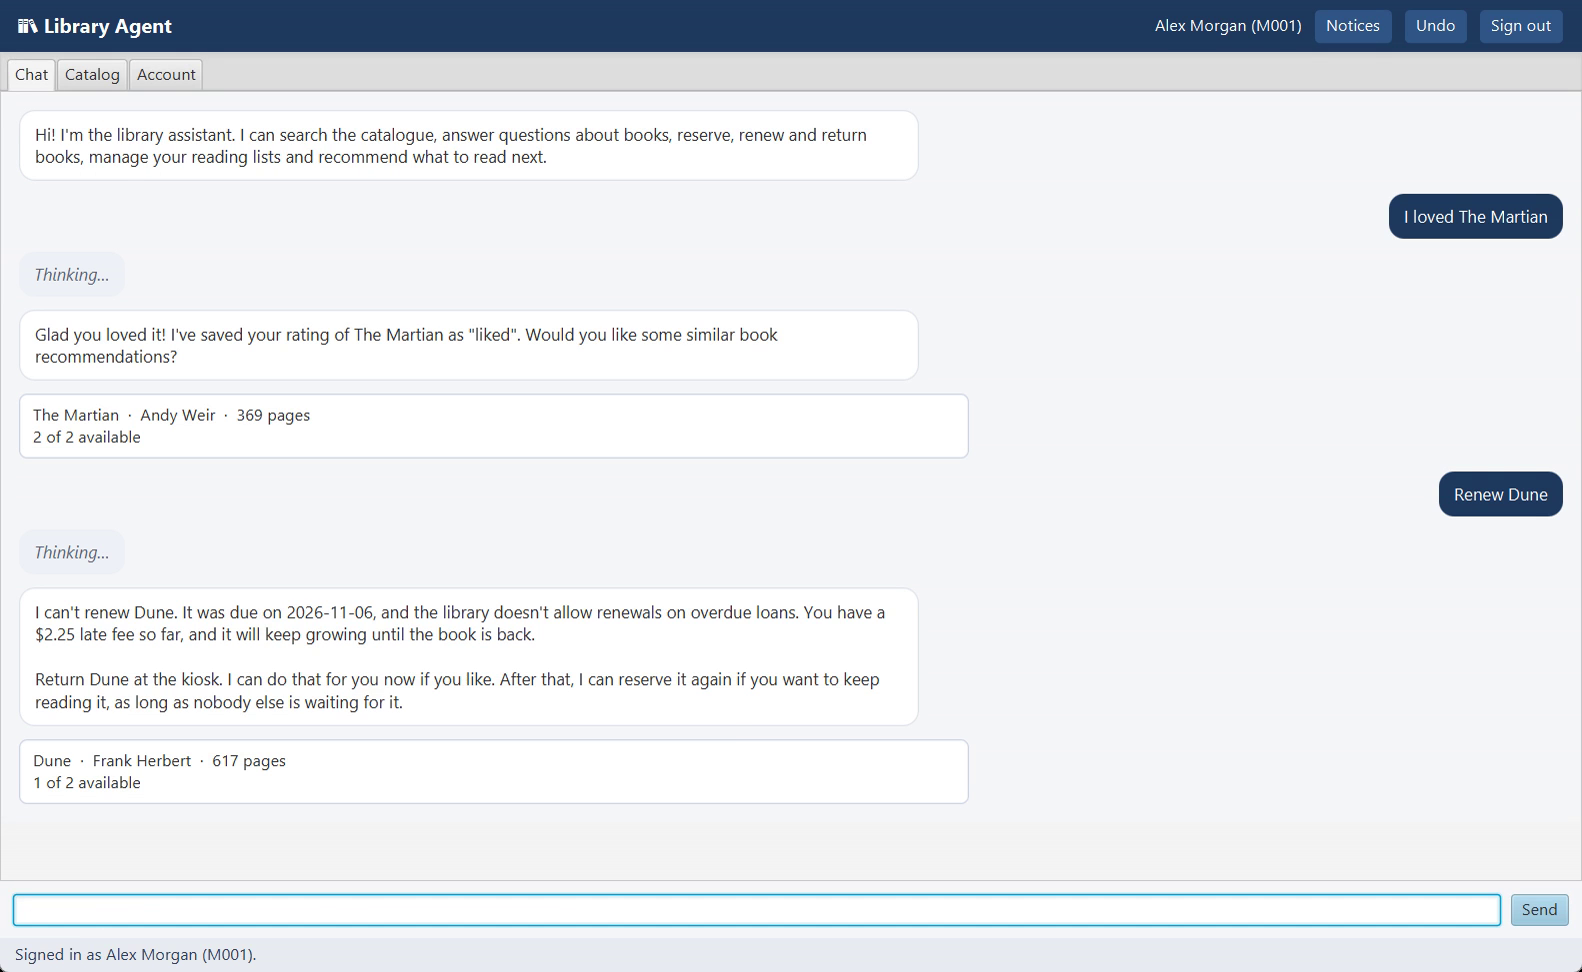 Library Agent
Alex Morgan (M001)
Notices
Undo
Sign out
Chat
Catalog
Account
Hi! I'm the library assistant. I can search the catalogue, answer questions about books, reserve, renew and return
books, manage your reading lists and recommend what to read next.
I loved The Martian
Thinking...
Glad you loved it! I've saved your rating of The Martian as "liked". Would you like some similar book
recommendations?
The Martian · Andy Weir · 369 pages
2 of 2 available
Renew Dune
Thinking...
I can't renew Dune. It was due on 2026-11-06, and the library doesn't allow renewals on overdue loans. You have a
$2.25 late fee so far, and it will keep growing until the book is back.
Return Dune at the kiosk. I can do that for you now if you like. After that, I can reserve it again if you want to keep
reading it, as long as nobody else is waiting for it.
Dune · Frank Herbert · 617 pages
1 of 2 available
Send
Signed in as Alex Morgan (M001).